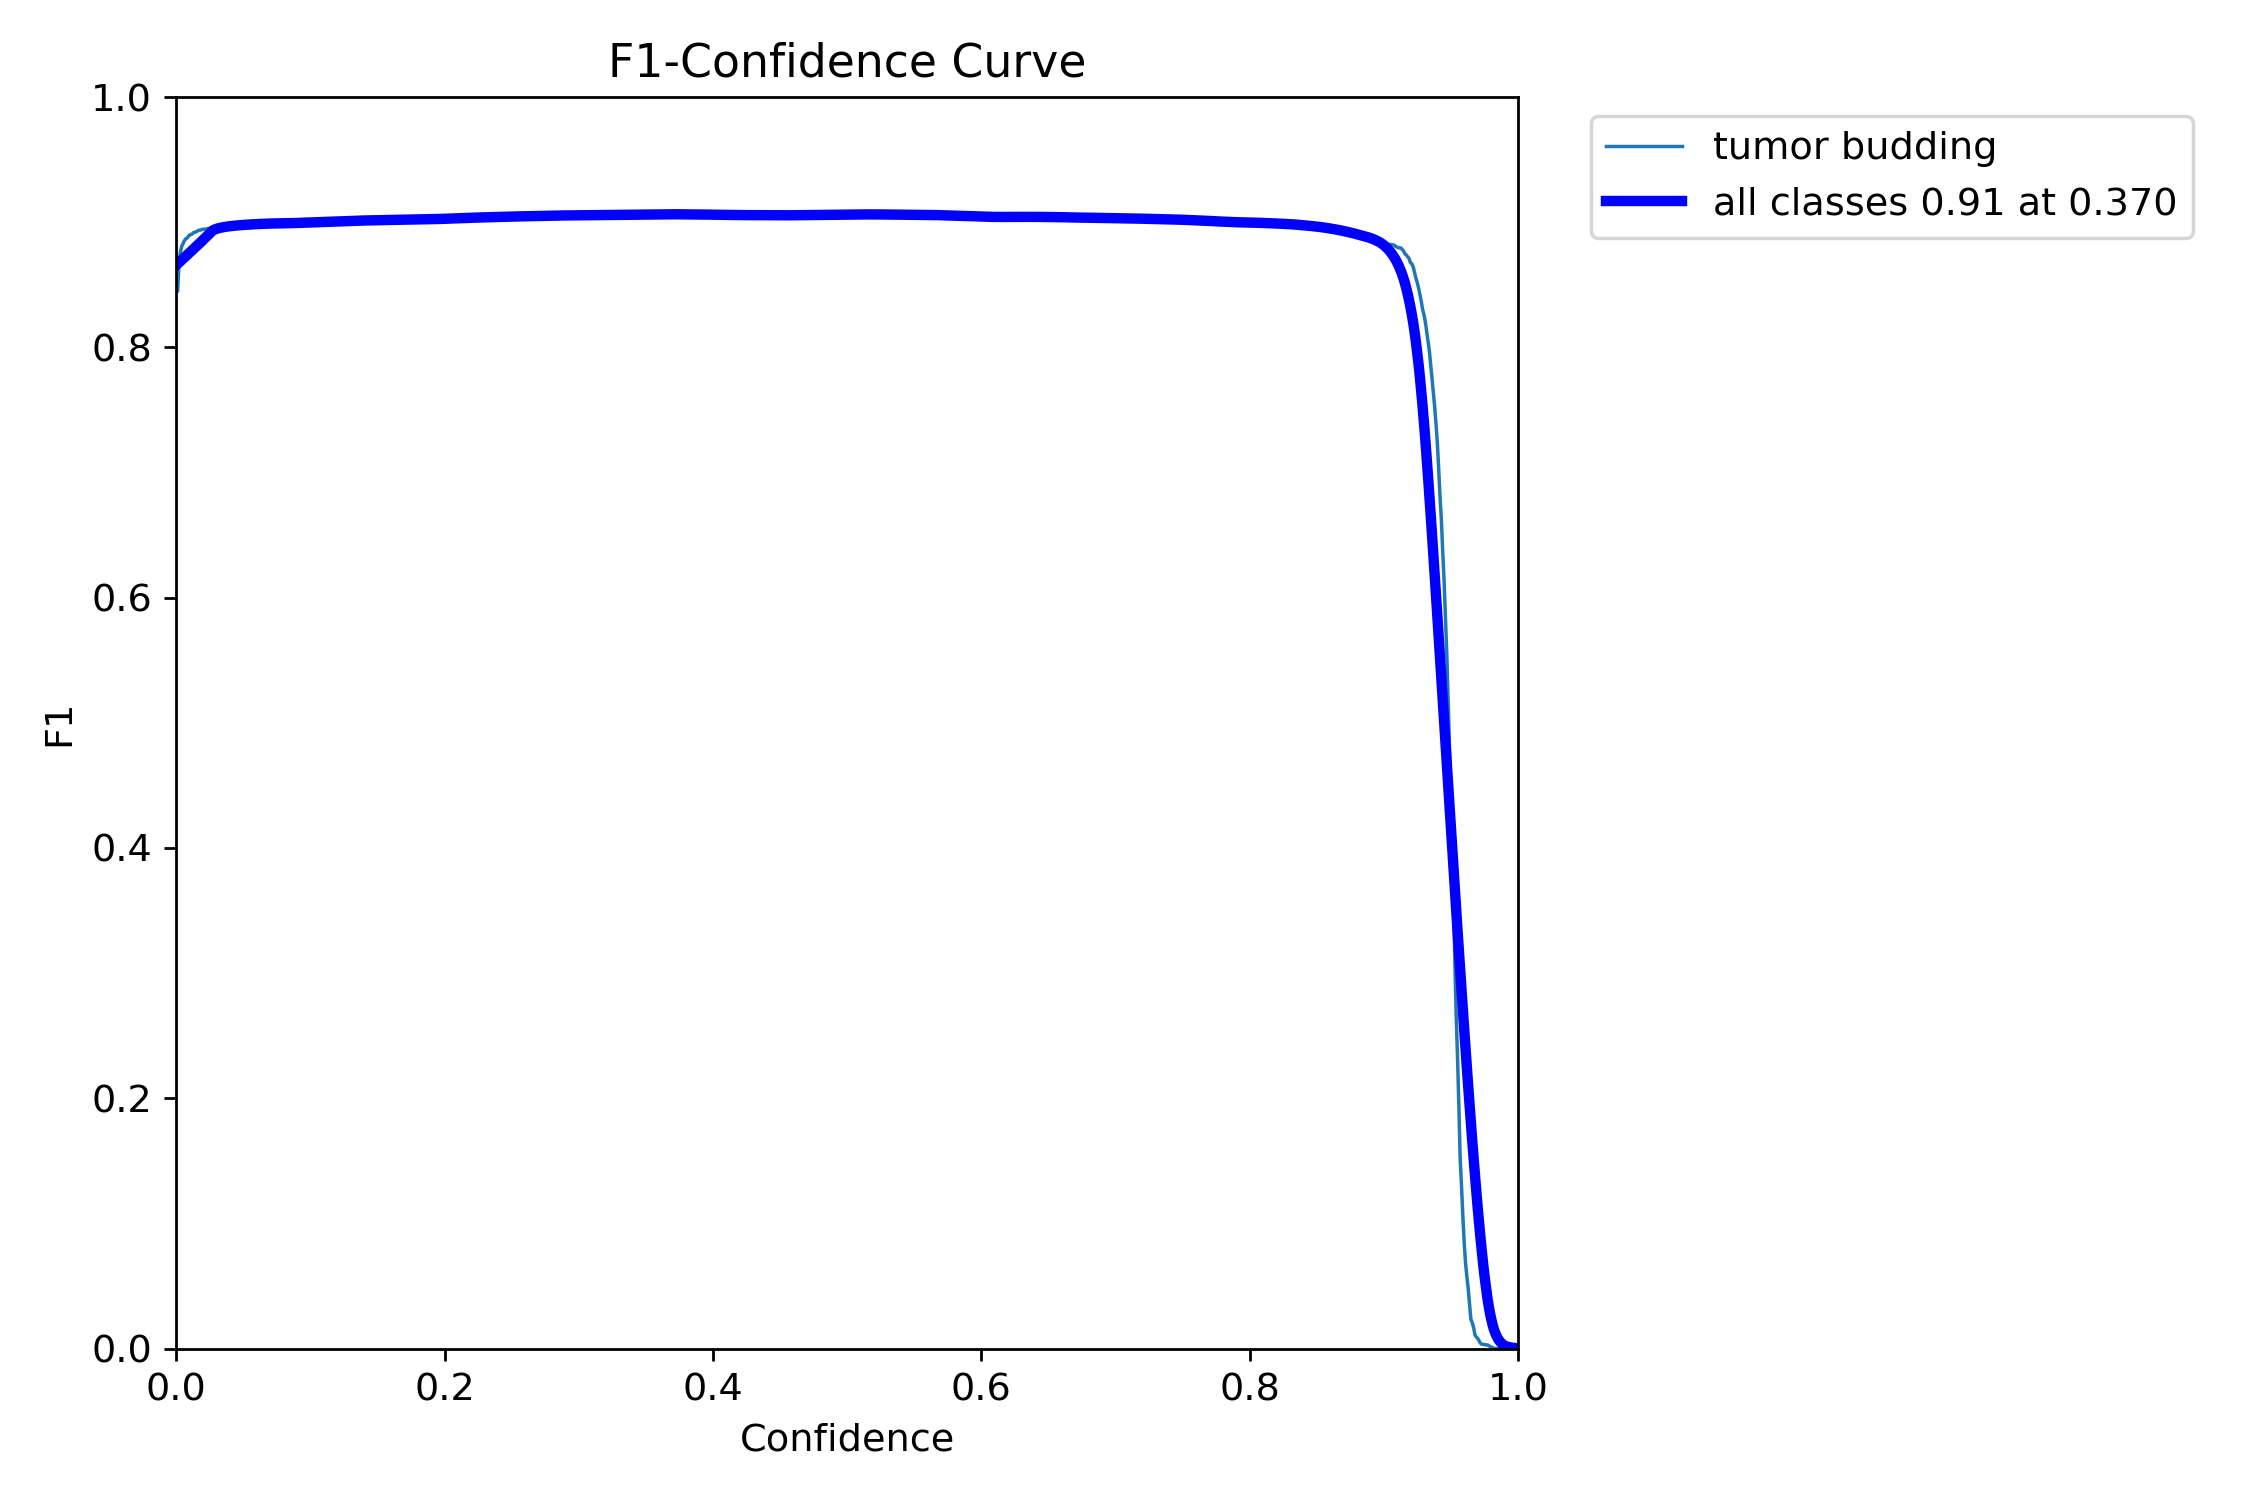 F1-Confidence Curve
1.0
0.8
0.6
0.4
0.2
0.0
F1
0.0 0.2 0.4 0.6 0.8 1.0
Confidence
tumor budding
all classes 0.91 at 0.370